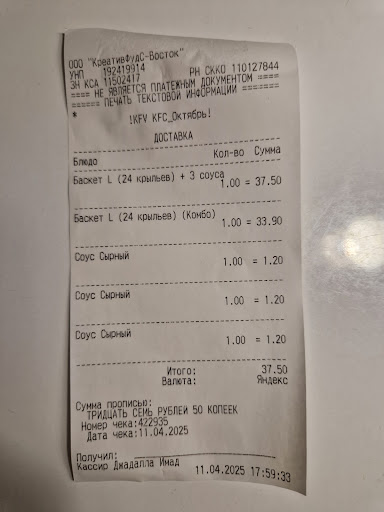 ООО "КреативФудС-Восток"
УНП 192419914
ЗН КСА 11502417 РН СККО 110127844
==== НЕ ЯВЛЯЕТСЯ ПЛАТЕЖНЫМ ДОКУМЕНТОМ ====
====== ПЕЧАТЬ ТЕКСТОВОЙ ИНФОРМАЦИИ =======
*
!KFV KFC_Октябрь!
ДОСТАВКА
Блюдо Кол-во Сумма
Баскет L (24 крыльев) + 3 соуса
1.00 = 37.50
Баскет L (24 крыльев) (Комбо)
1.00 = 33.90
Соус Сырный
1.00 = 1.20
Соус Сырный
1.00 = 1.20
Соус Сырный
1.00 = 1.20
Итого: 37.50
Валюта: Яндекс
Сумма прописью:
ТРИДЦАТЬ СЕМЬ РУБЛЕЙ 50 КОПЕЕК
Номер чека:422935
Дата чека:11.04.2025
Получил:
Кассир Джадалла Имад
11.04.2025 17:59:33